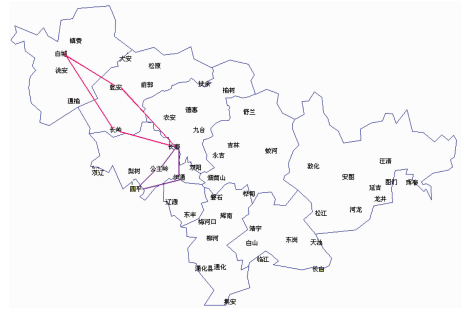 镇赉
白城
洮安
大安
松原
乾安
前郭
扶余
榆树
通榆
农安
德惠
舒兰
长岭
九台
长春
吉林
永吉
蛟河
双辽
梨树
公主岭
伊通
双阳
烟筒山
四平
辽源
磐石
桦甸
东丰
梅河口
辉南
柳河
靖宇
白山
通化县
通化
集安
临江
东岗
天池
长白
松江
敦化
安图
汪清
延吉
图们
珲春
龙井
和龙